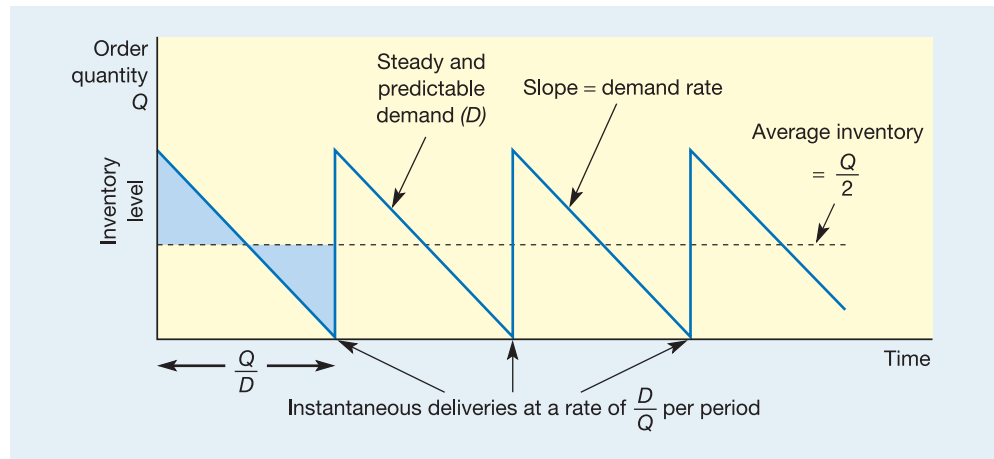 Order
quantity
Q
Steady and
predictable
demand (D)
Slope = demand rate
Average inventory
= Q/2
Inventory
level
Q/D
Time
Instantaneous deliveries at a rate of D/Q per period